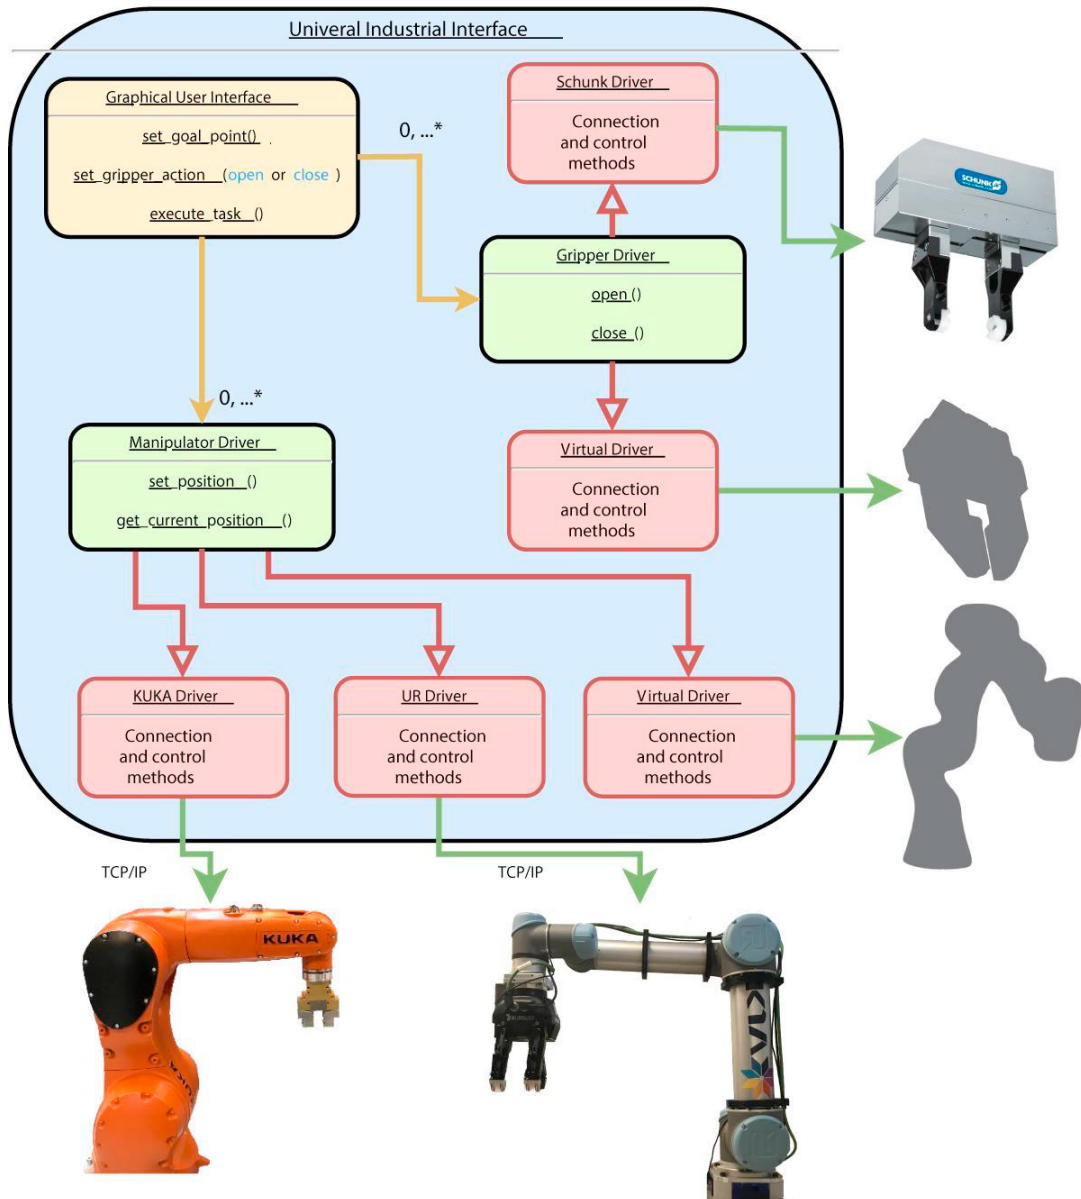 Univeral Industrial Interface
Graphical User Interface
set_goal_point()
set_gripper_action (open or close )
execute_task ()
0, ...*
Schunk Driver
Connection
and control
methods
SCHUNK
Gripper Driver
open ()
close ()
0, ...*
Manipulator Driver
set_position ()
get_current_position ()
Virtual Driver
Connection
and control
methods
KUKA Driver
Connection
and control
methods
UR Driver
Connection
and control
methods
Virtual Driver
Connection
and control
methods
TCP/IP
TCP/IP
KUKA
KUKA